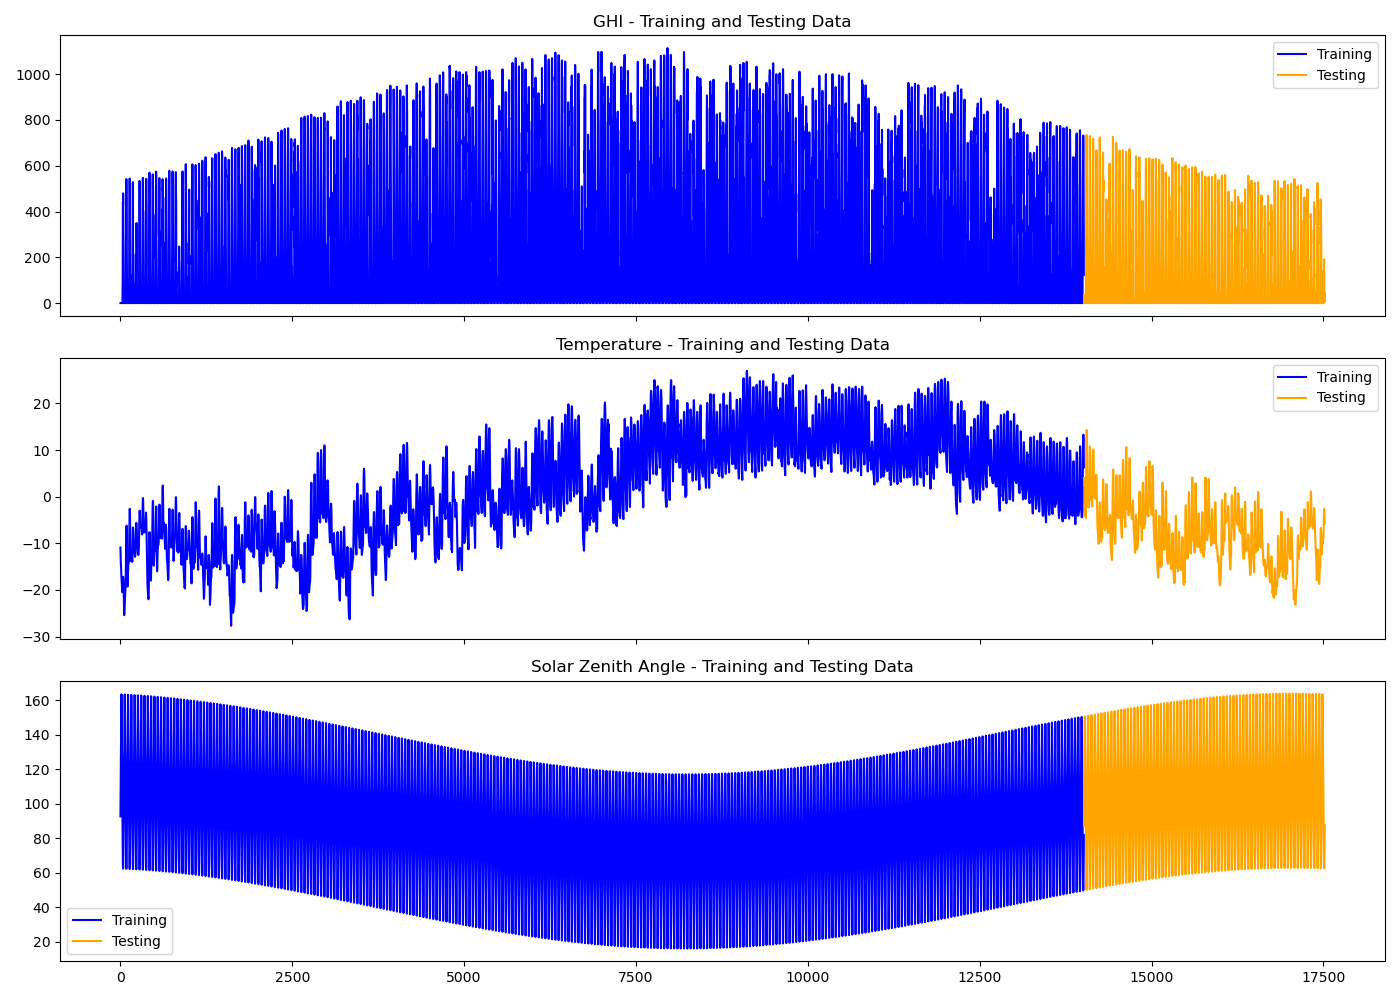 GHI - Training and Testing Data
1000
800
600
400
200
0
Training
Testing
Temperature - Training and Testing Data
20
10
0
−10
−20
−30
Training
Testing
Solar Zenith Angle - Training and Testing Data
160
140
120
100
80
60
40
20
Training
Testing
0 2500 5000 7500 10000 12500 15000 17500